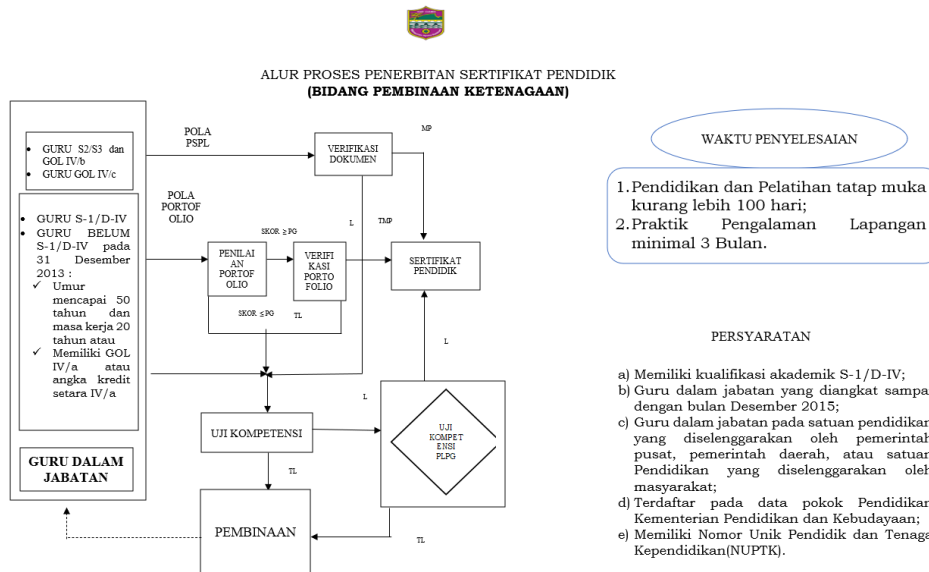 ALUR PROSES PENERBITAN SERTIFIKAT PENDIDIK
(BIDANG PEMBINAAN KETENAGAAN)
GURU S2/S3 dan
GOL IV/b
GURU GOL IV/c
GURU S-1/D-IV
GURU BELUM
S-1/D-IV pada
31 Desember
2013 :
✓ Umur
mencapai 50
tahun dan
masa kerja 20
tahun atau
✓ Memiliki GOL
IV/a atau
angka kredit
setara IV/a
GURU DALAM
JABATAN
POLA
PSPL
POLA
PORTOF
OLIO
VERIFIKASI
DOKUMEN
MP
L
TMP
SKOR ≥ PG
PENILAI
AN
PORTOF
OLIO
VERIFI
KASI
PORTO
FOLIO
SERTIFIKAT
PENDIDIK
SKOR ≤ PG
TL
L
L
UJI KOMPETENSI
UJI
KOMPET
ENSI
PLPG
TL
PEMBINAAN
TL
WAKTU PENYELESAIAN
1. Pendidikan dan Pelatihan tatap muka
kurang lebih 100 hari;
2. Praktik Pengalaman Lapangan
minimal 3 Bulan.
PERSYARATAN
a) Memiliki kualifikasi akademik S-1/D-IV;
b) Guru dalam jabatan yang diangkat sampa
dengan bulan Desember 2015;
c) Guru dalam jabatan pada satuan pendidikan
yang diselenggarakan oleh pemerintah
pusat, pemerintah daerah, atau satuan
Pendidikan yang diselenggarakan oleh
masyarakat;
d) Terdaftar pada data pokok Pendidikan
Kementerian Pendidikan dan Kebudayaan;
e) Memiliki Nomor Unik Pendidik dan Tenaga
Kependidikan(NUPTK).